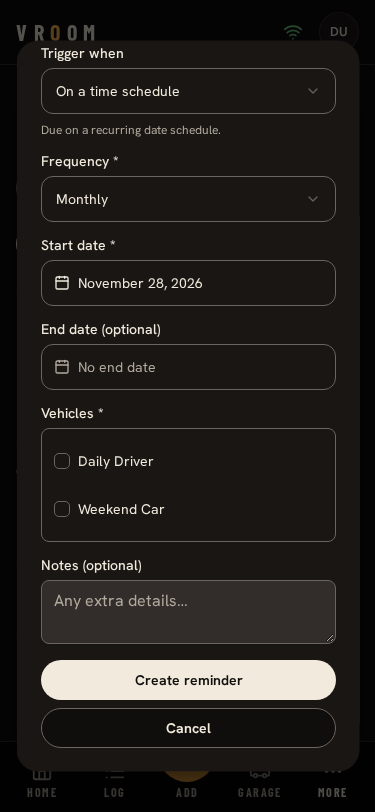 VROOM
DU
Trigger when
On a time schedule
Due on a recurring date schedule.
Frequency *
Monthly
Start date *
November 28, 2026
End date (optional)
No end date
Vehicles *
Daily Driver
Weekend Car
Notes (optional)
Any extra details...
Create reminder
Cancel
HOME LOG ADD GARAGE MORE